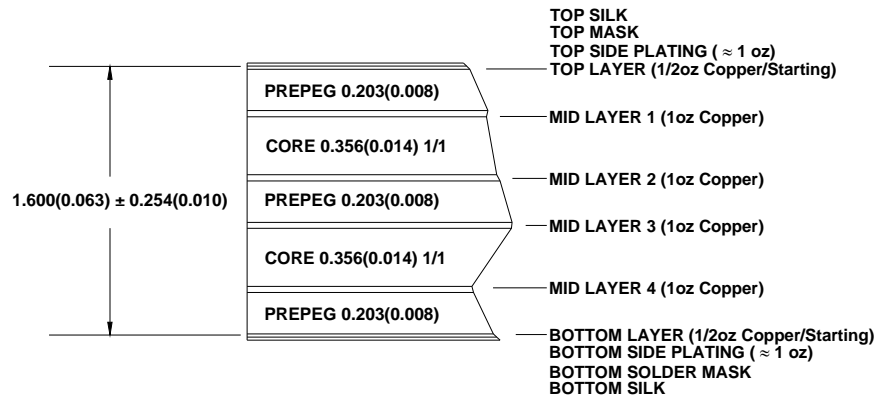 TOP SILK
TOP MASK
TOP SIDE PLATING ( ≈ 1 oz)
TOP LAYER (1/2oz Copper/Starting)
PREPEG 0.203(0.008)
MID LAYER 1 (1oz Copper)
CORE 0.356(0.014) 1/1
MID LAYER 2 (1oz Copper)
1.600(0.063) ± 0.254(0.010)
PREPEG 0.203(0.008)
MID LAYER 3 (1oz Copper)
CORE 0.356(0.014) 1/1
MID LAYER 4 (1oz Copper)
PREPEG 0.203(0.008)
BOTTOM LAYER (1/2oz Copper/Starting)
BOTTOM SIDE PLATING ( ≈ 1 oz)
BOTTOM SOLDER MASK
BOTTOM SILK